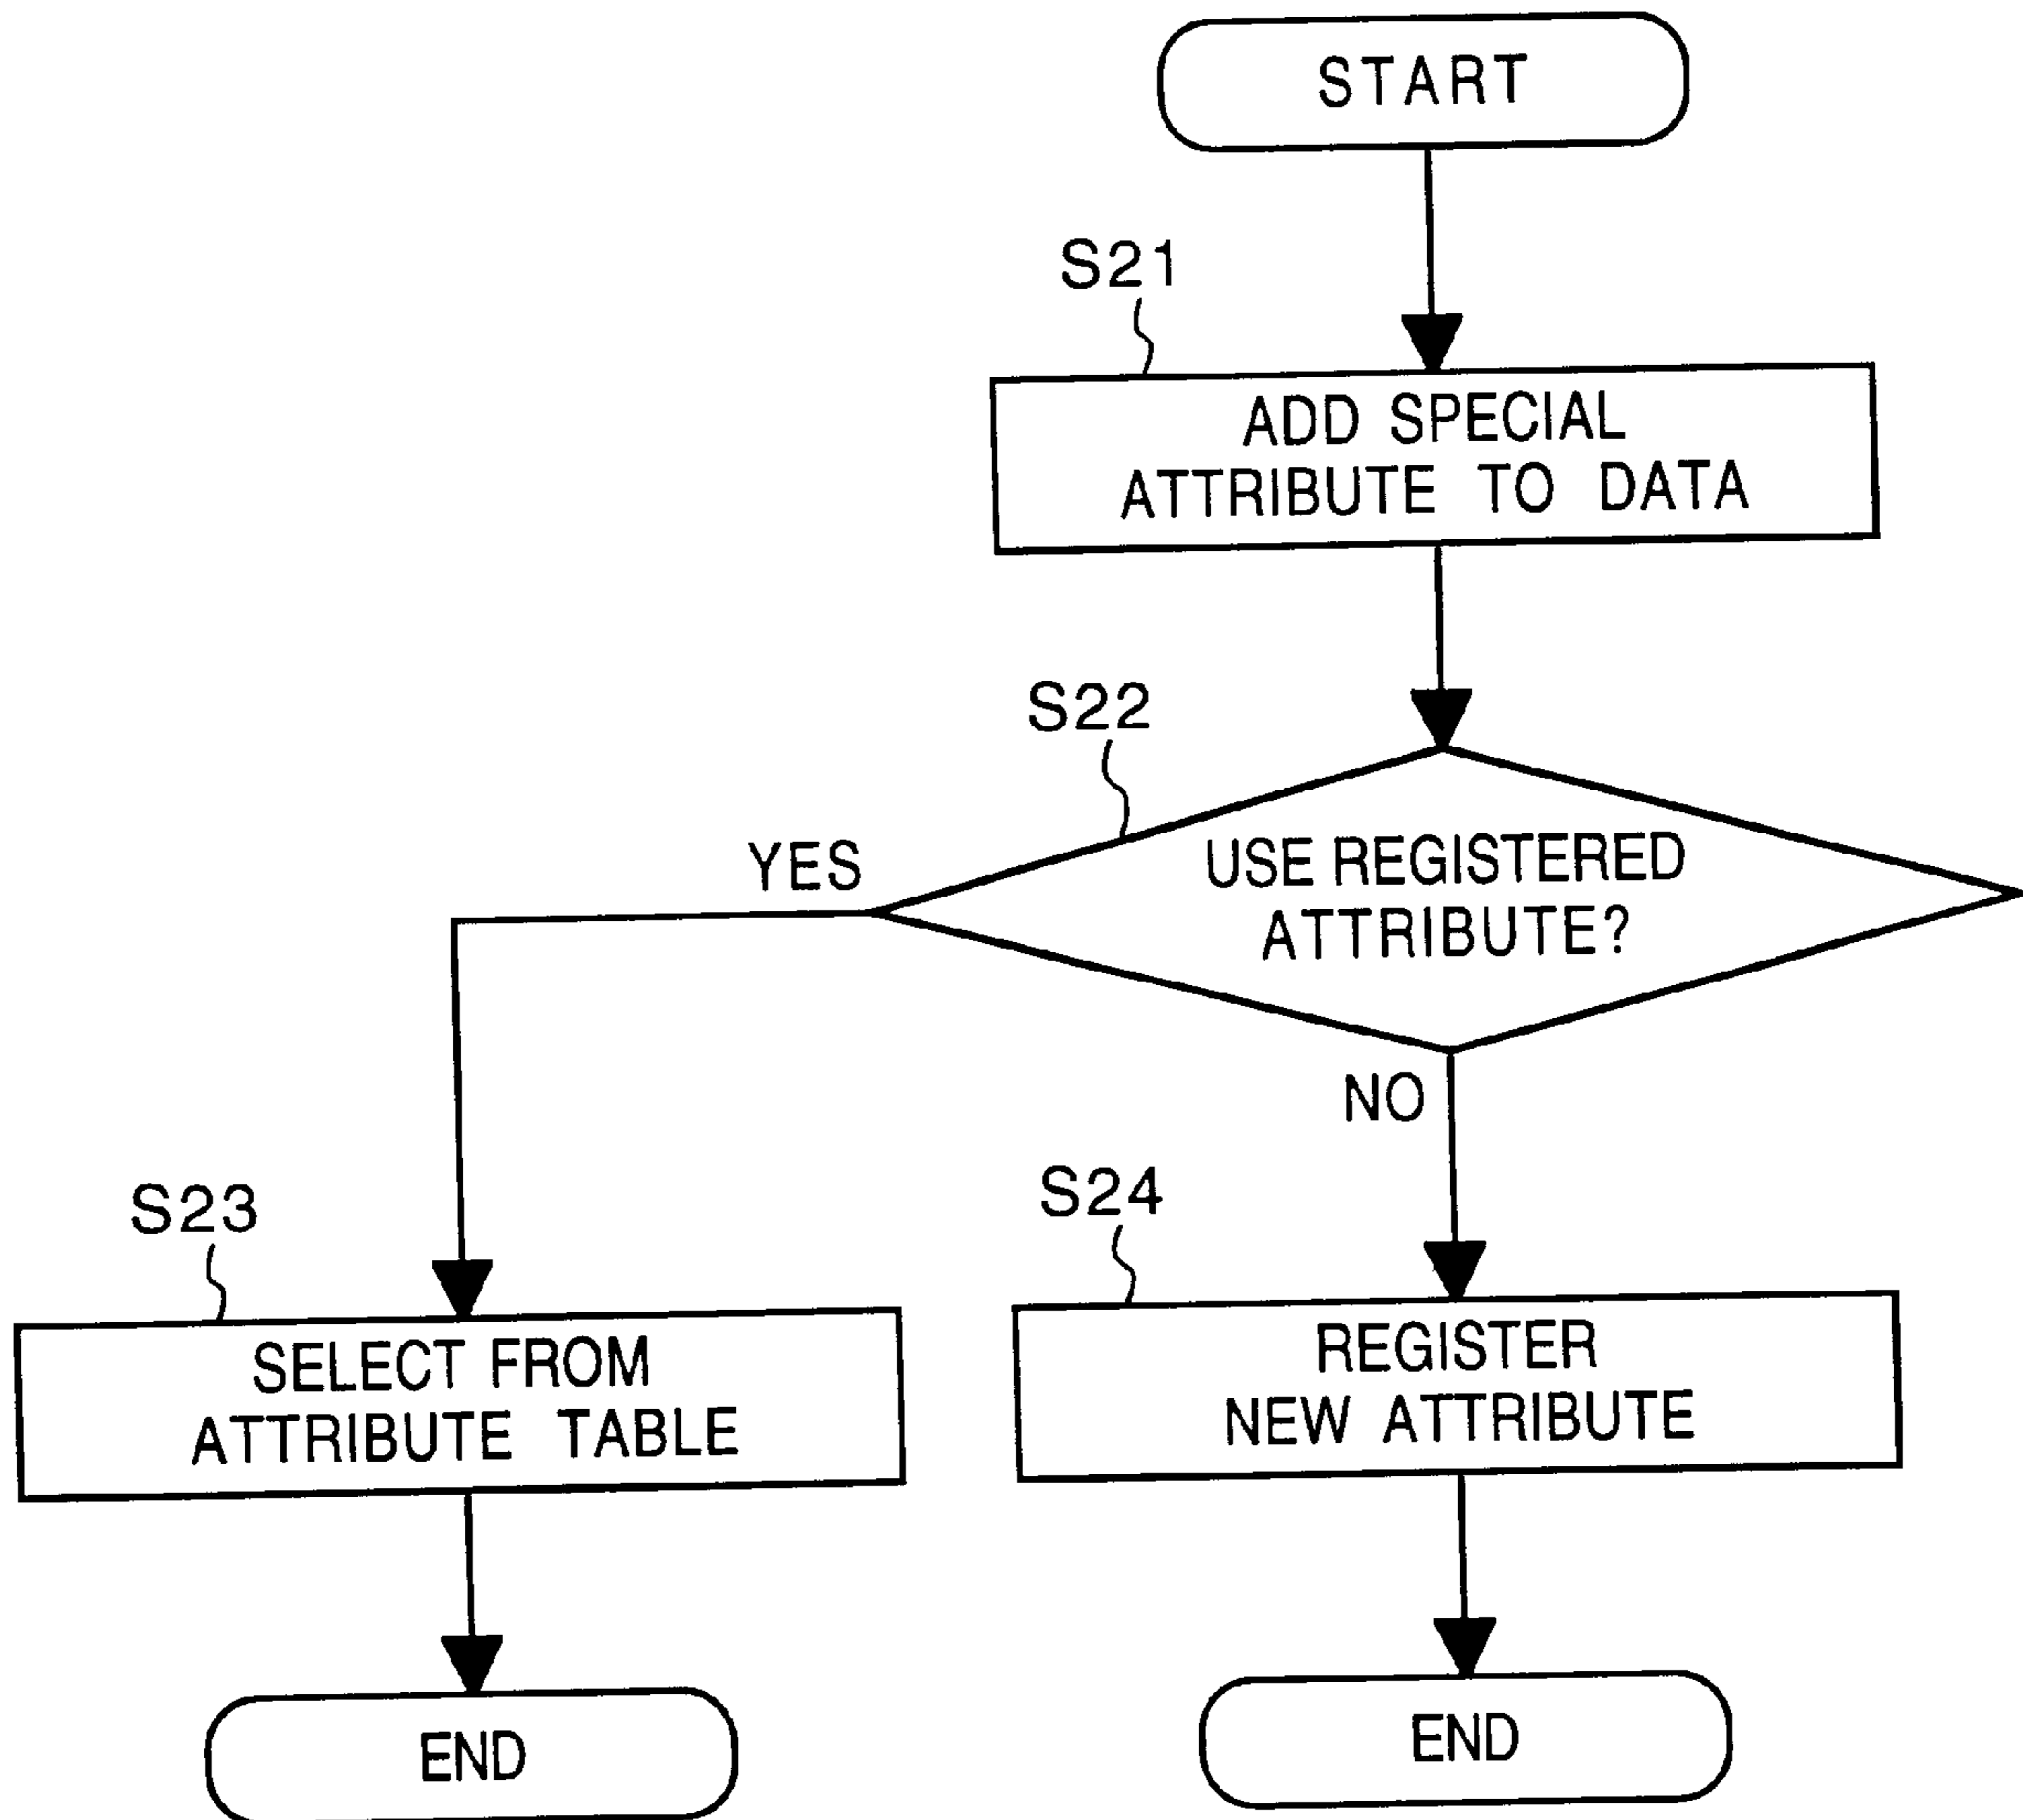 START
S21
ADD SPECIAL
ATTRIBUTE TO DATA
S22
YES
USE REGISTERED
ATTRIBUTE?
NO
S23
SELECT FROM
ATTRIBUTE TABLE
S24
REGISTER
NEW ATTRIBUTE
END
END